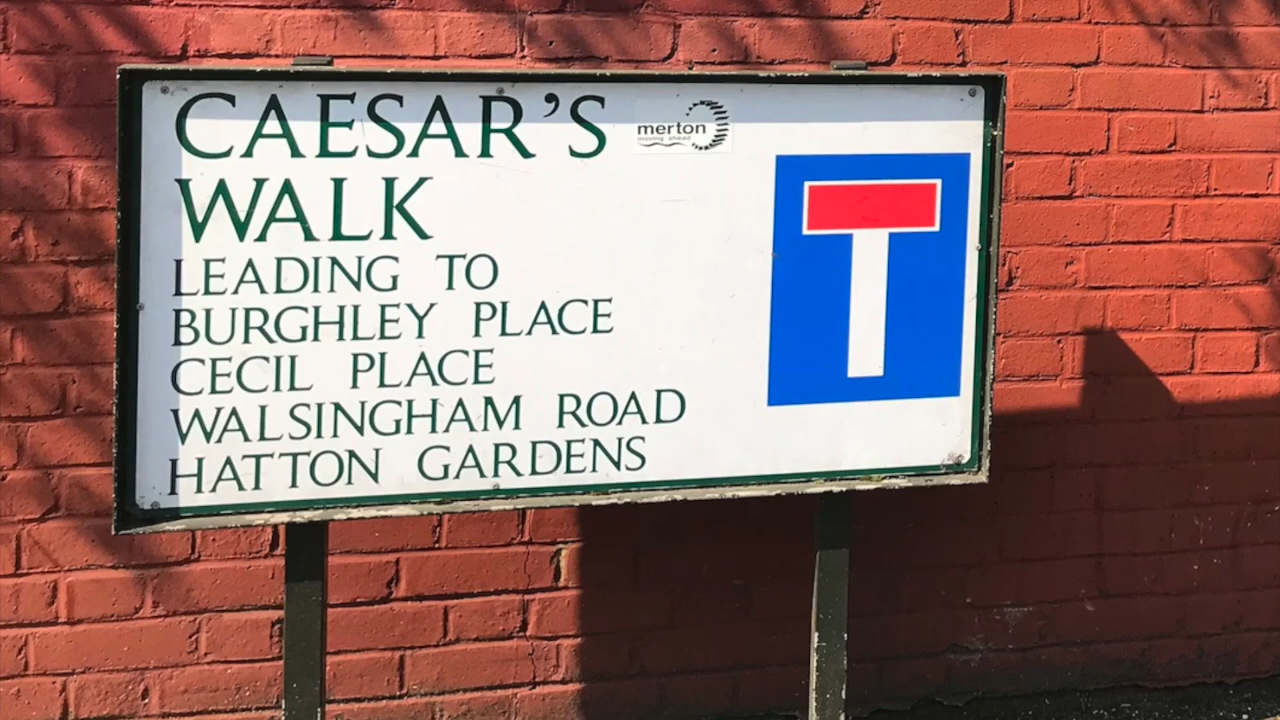 CAESAR'S
WALK
merton
moving ahead
LEADING TO
BURGHLEY PLACE
CECIL PLACE
WALSINGHAM ROAD
HATTON GARDENS